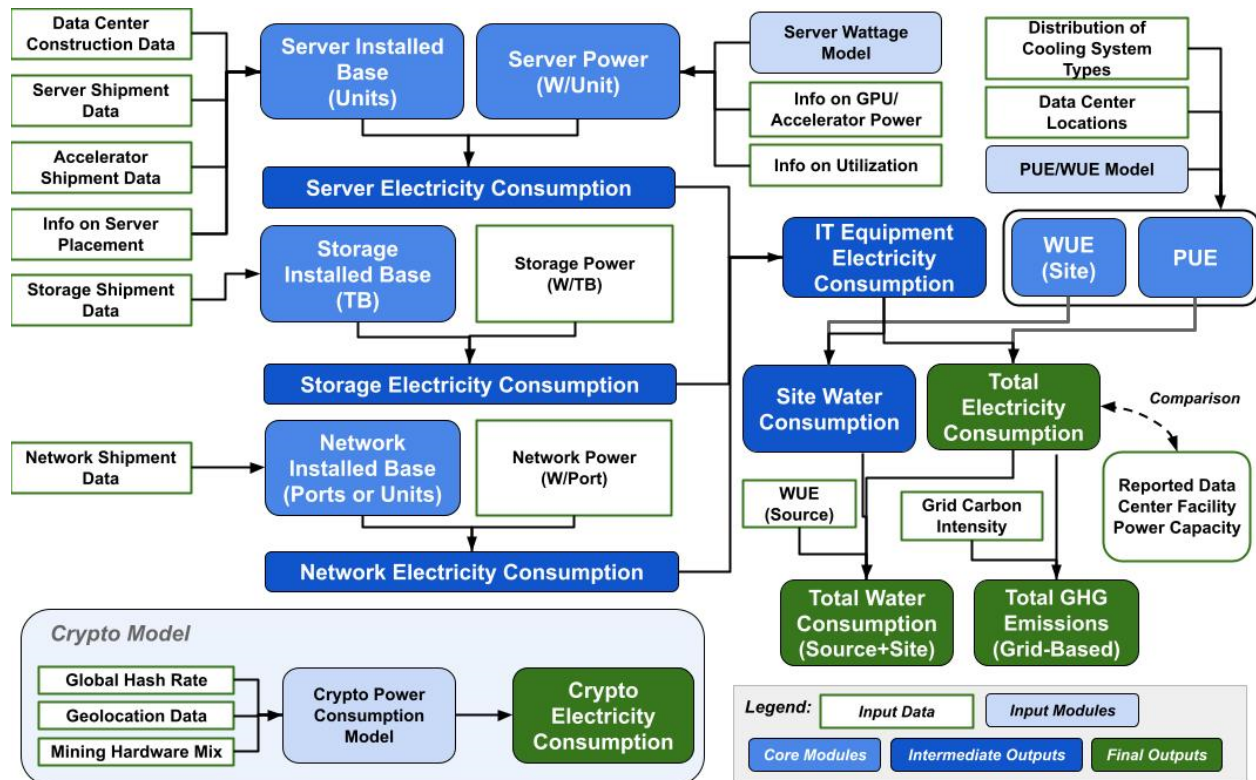 Data Center
Construction Data
Server Shipment
Data
Accelerator
Shipment Data
Info on Server
Placement
Storage Shipment
Data
Network Shipment
Data
Server Installed
Base
(Units)
Server Power
(W/Unit)
Server Electricity Consumption
Storage
Installed Base
(TB)
Storage Power
(W/TB)
Storage Electricity Consumption
Network
Installed Base
(Ports or Units)
Network Power
(W/Port)
Network Electricity Consumption
Server Wattage
Model
Info on GPU/
Accelerator Power
Info on Utilization
Distribution of
Cooling System
Types
Data Center
Locations
PUE/WUE Model
WUE
(Site)
PUE
IT Equipment
Electricity
Consumption
Site Water
Consumption
Total
Electricity
Consumption
Comparison
Reported Data
Center Facility
Power Capacity
WUE
(Source)
Grid Carbon
Intensity
Total Water
Consumption
(Source+Site)
Total GHG
Emissions
(Grid-Based)
Crypto Model
Global Hash Rate
Geolocation Data
Mining Hardware Mix
Crypto Power
Consumption
Model
Crypto
Electricity
Consumption
Legend:
Input Data
Input Modules
Core Modules
Intermediate Outputs
Final Outputs